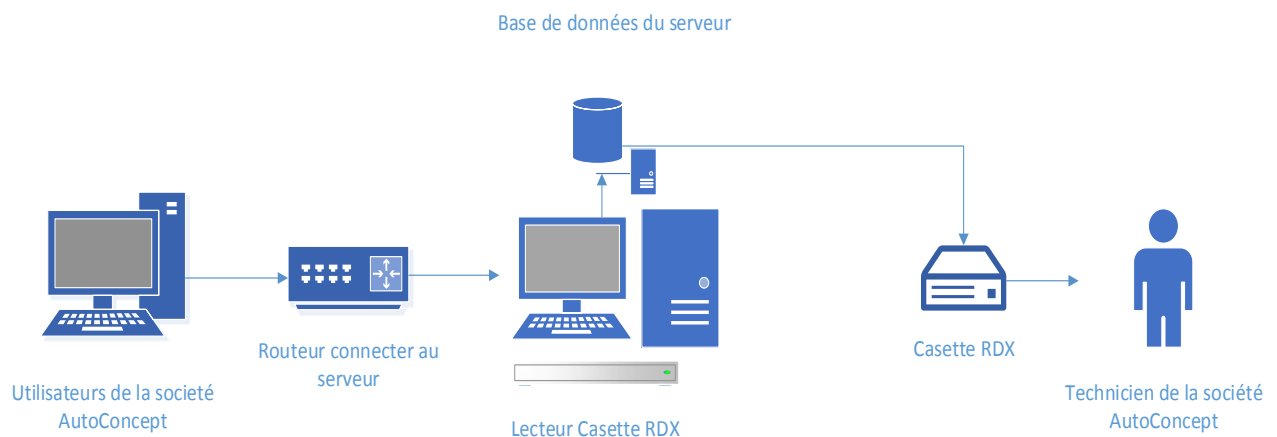 Base de données du serveur
Routeur connecter au
serveur
Casette RDX
Utilisateurs de la societé
AutoConcept
Technicien de la société
AutoConcept
Lecteur Casette RDX